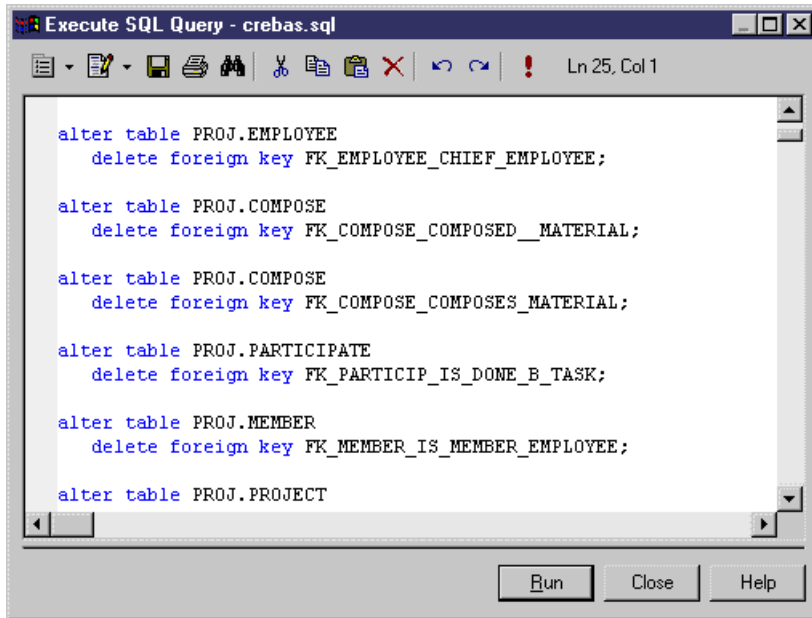 Execute SQL Query - crebas.sql
Ln 25, Col 1
alter table PROJ.EMPLOYEE
delete foreign key FK_EMPLOYEE_CHIEF_EMPLOYEE;
alter table PROJ.COMPOSE
delete foreign key FK_COMPOSE_COMPOSED__MATERIAL;
alter table PROJ.COMPOSE
delete foreign key FK_COMPOSE_COMPOSES_MATERIAL;
alter table PROJ.PARTICIPATE
delete foreign key FK_PARTICIP_IS_DONE_B_TASK;
alter table PROJ.MEMBER
delete foreign key FK_MEMBER_IS_MEMBER_EMPLOYEE;
alter table PROJ.PROJECT
Run Close Help